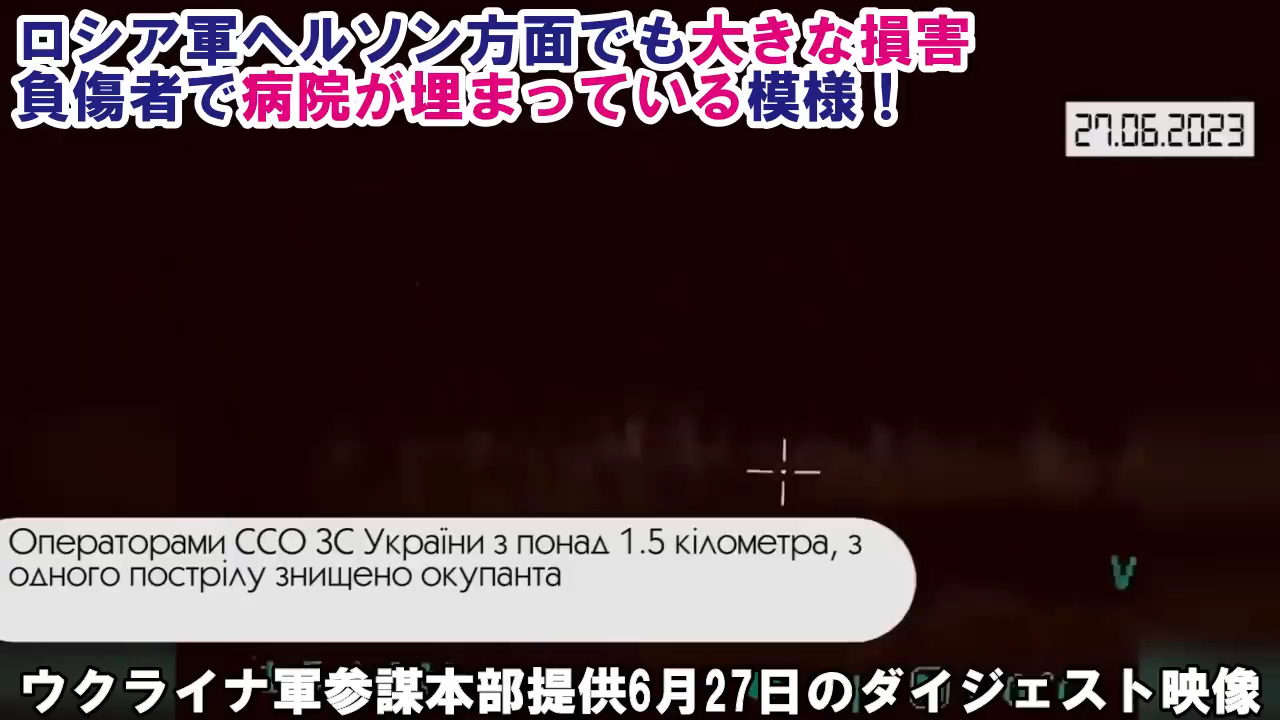 ロシア軍ヘルソン方面でも大きな損害
負傷者で病院が埋まっている模様！
27.06.2023
Операторами ССО ЗС України з понад 1.5 кілометра, з
одного пострілу знищено окупанта
ウクライナ軍参謀本部提供6月27日のダイジェスト映像